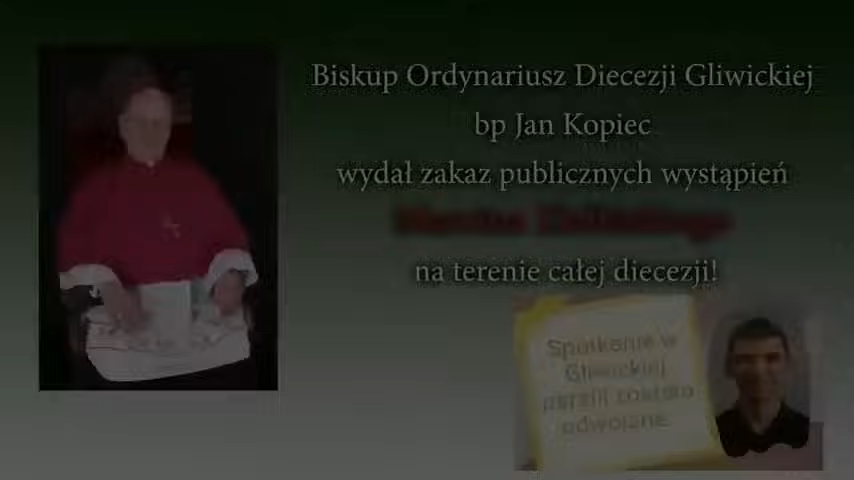 Biskup Ordynariusz Diecezji Gliwickiej
bp Jan Kopiec
wydał zakaz publicznych wystąpień
na terenie całej diecezji!
Spotkanie w
Gliwickiej
parafii zostało
odwołane.